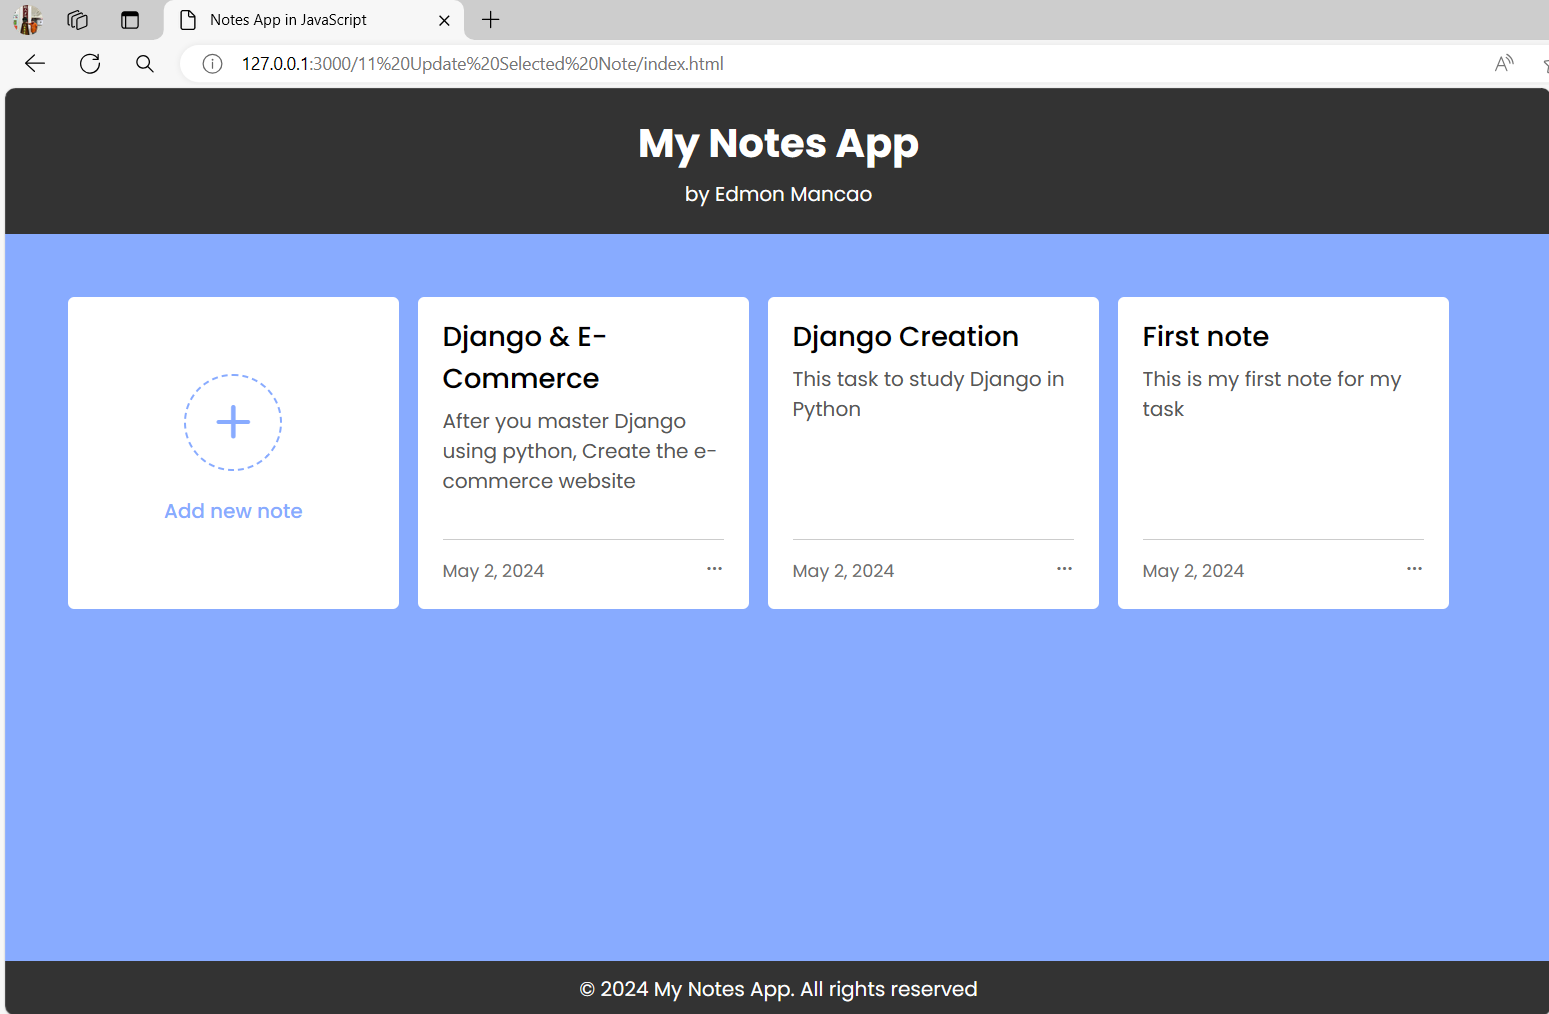 Notes App in JavaScript
127.0.0.1:3000/11%20Update%20Selected%20Note/index.html
My Notes App
by Edmon Mancao
Add new note
Django & E-
Commerce
After you master Django
using python, Create the e-
commerce website
May 2, 2024
Django Creation
This task to study Django in
Python
May 2, 2024
First note
This is my first note for my
task
May 2, 2024
© 2024 My Notes App. All rights reserved